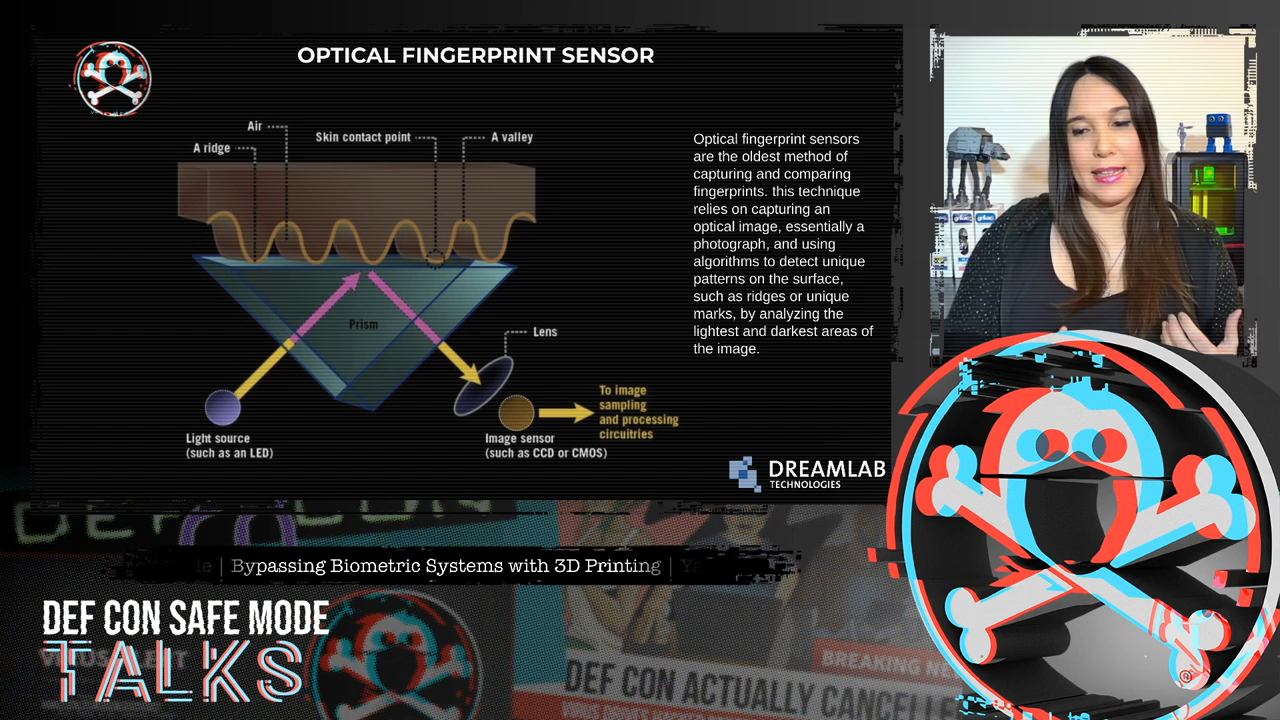 OPTICAL FINGERPRINT SENSOR
Air
Skin contact point
A valley
A ridge
Prism
Lens
To image
sampling
and processing
circuitries
Light source
(such as an LED)
Image sensor
(such as CCD or CMOS)
Optical fingerprint sensors
are the oldest method of
capturing and comparing
fingerprints. this technique
relies on capturing an
optical image, essentially a
photograph, and using
algorithms to detect unique
patterns on the surface,
such as ridges or unique
marks, by analyzing the
lightest and darkest areas of
the image.
DREAMLAB
TECHNOLOGIES
DEF CON
| Bypassing Biometric Systems with 3D Printing | Ya
DEF CON SAFE MODE
TALKS
BREAKING NE
DEF CON ACTUALLY CANCELLE
®